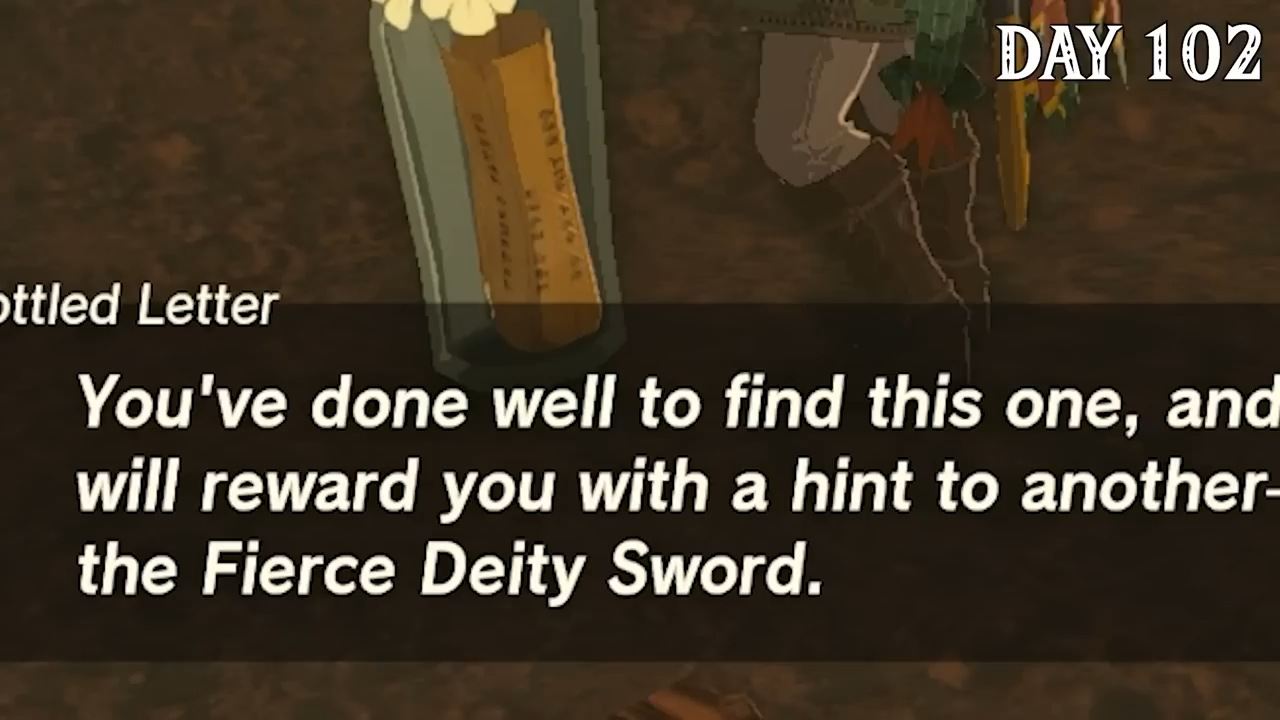 DAY 102
ottled Letter
You've done well to find this one, and
will reward you with a hint to another-
the Fierce Deity Sword.